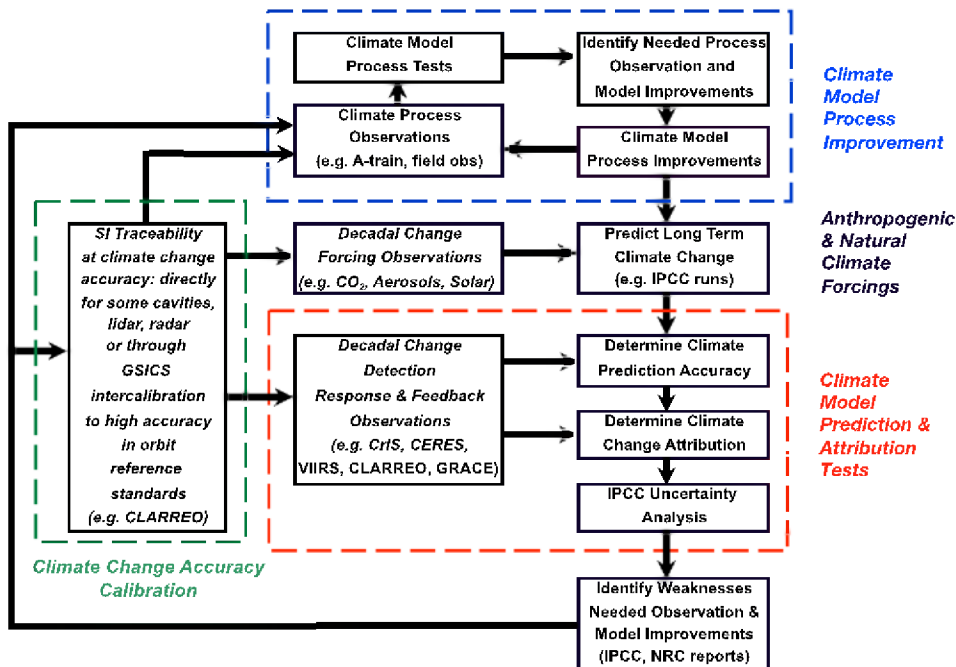 Climate Model
Process Tests
Identify Needed Process
Observation and
Model Improvements
Climate
Model
Process
Improvement
Climate Process
Observations
(e.g. A-train, field obs)
Climate Model
Process Improvements
SI Traceability
at climate change
accuracy: directly
for some cavities,
lidar, radar
or through
GSICS
intercalibration
to high accuracy
in orbit
reference
standards
(e.g. CLARREO)
Decadal Change
Forcing Observations
(e.g. CO₂, Aerosols, Solar)
Predict Long Term
Climate Change
(e.g. IPCC runs)
Anthropogenic
& Natural
Climate
Forcings
Decadal Change
Detection
Response & Feedback
Observations
(e.g. CrIS, CERES,
VIIRS, CLARREO, GRACE)
Determine Climate
Prediction Accuracy
Determine Climate
Change Attribution
IPCC Uncertainty
Analysis
Climate
Model
Prediction &
Attribution
Tests
Climate Change Accuracy
Calibration
Identify Weaknesses
Needed Observation &
Model Improvements
(IPCC, NRC reports)